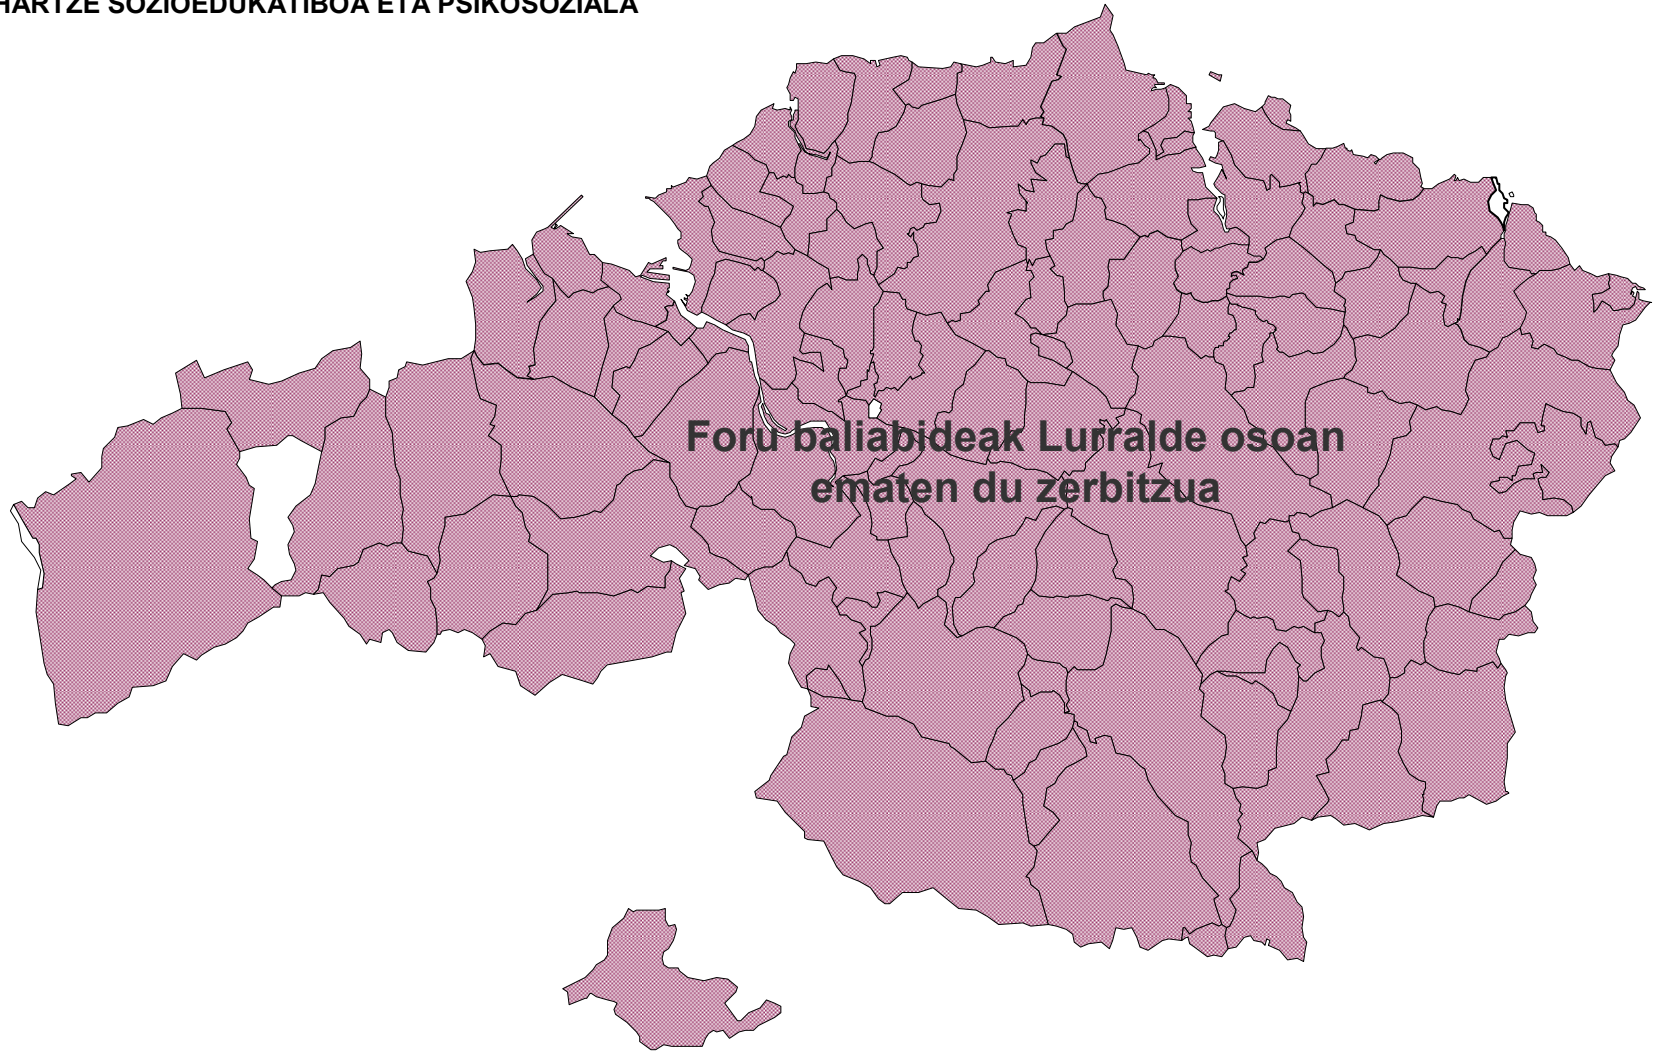 HARTZE SOZIOEDUKATIBOA ETA PSIKOSOZIALA
Foru baliabideak Lurralde osoan
ematen du zerbitzua